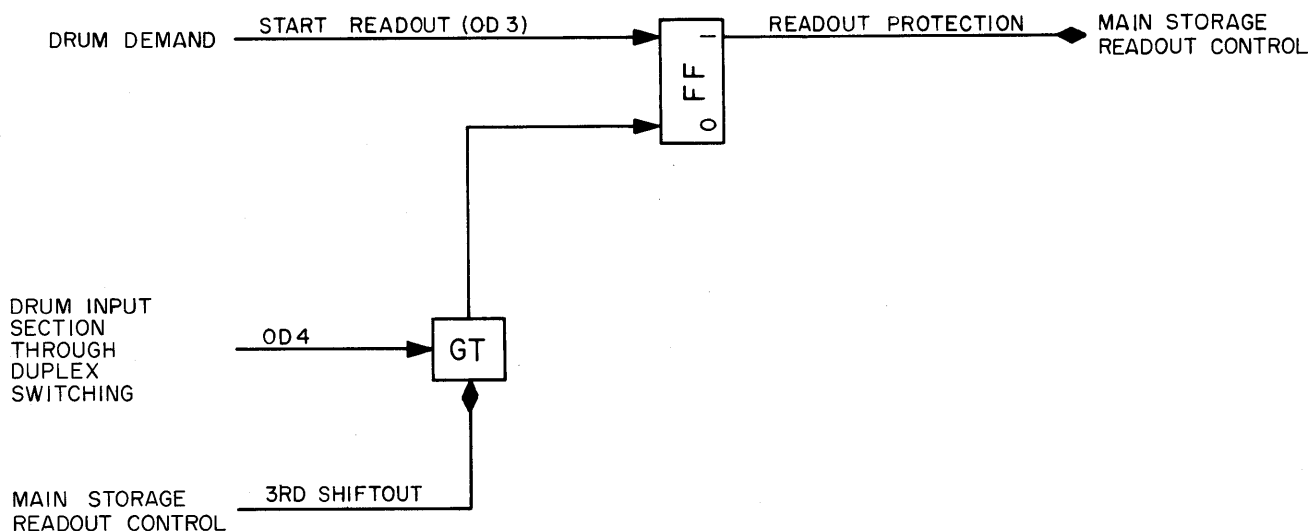 DRUM DEMAND
START READOUT (OD 3)
FF
1
0
READOUT PROTECTION
MAIN STORAGE
READOUT CONTROL
DRUM INPUT
SECTION
THROUGH
DUPLEX
SWITCHING
OD4
GT
MAIN STORAGE
READOUT CONTROL
3RD SHIFTOUT